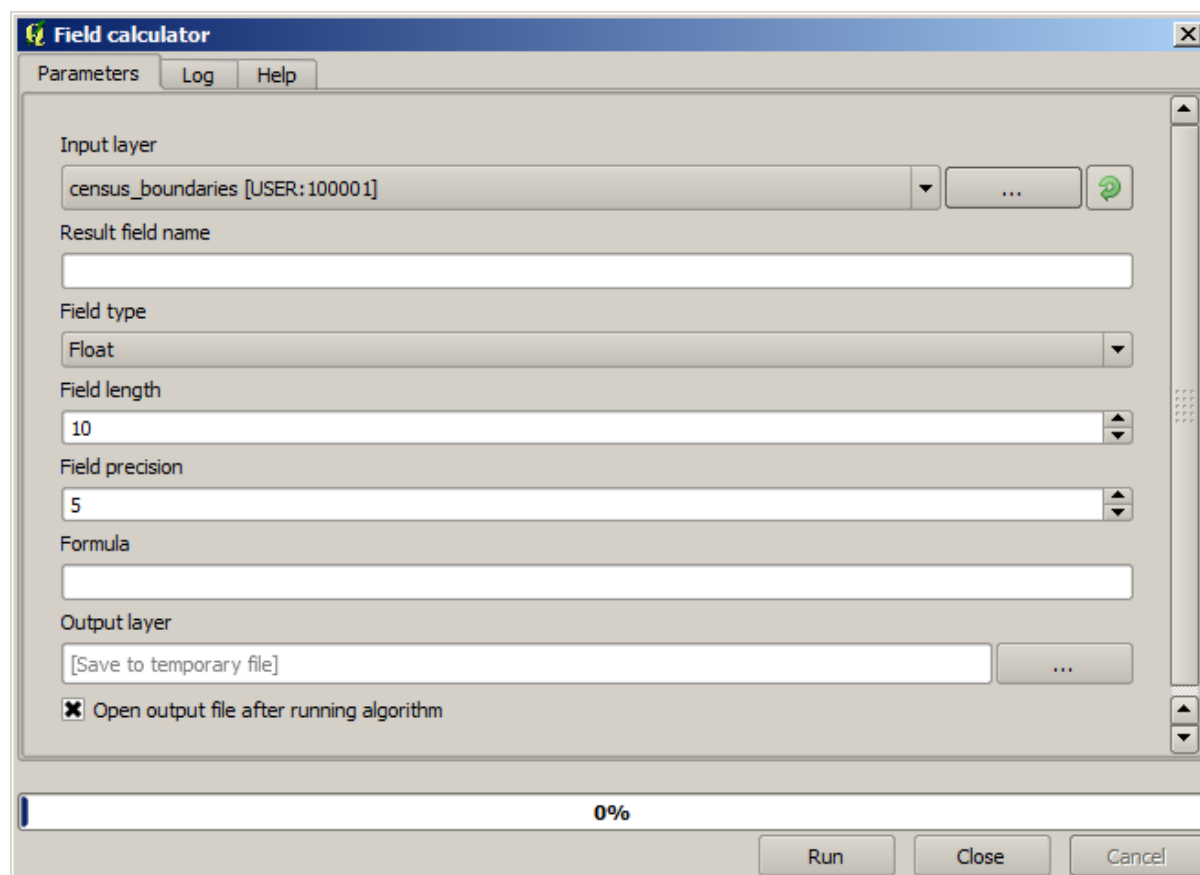 Field calculator
Parameters Log Help
Input layer
census_boundaries [USER:100001] ...
Result field name
Field type
Float
Field length
10
Field precision
5
Formula
Output layer
[Save to temporary file] ...
Open output file after running algorithm
0%
Run Close Cancel